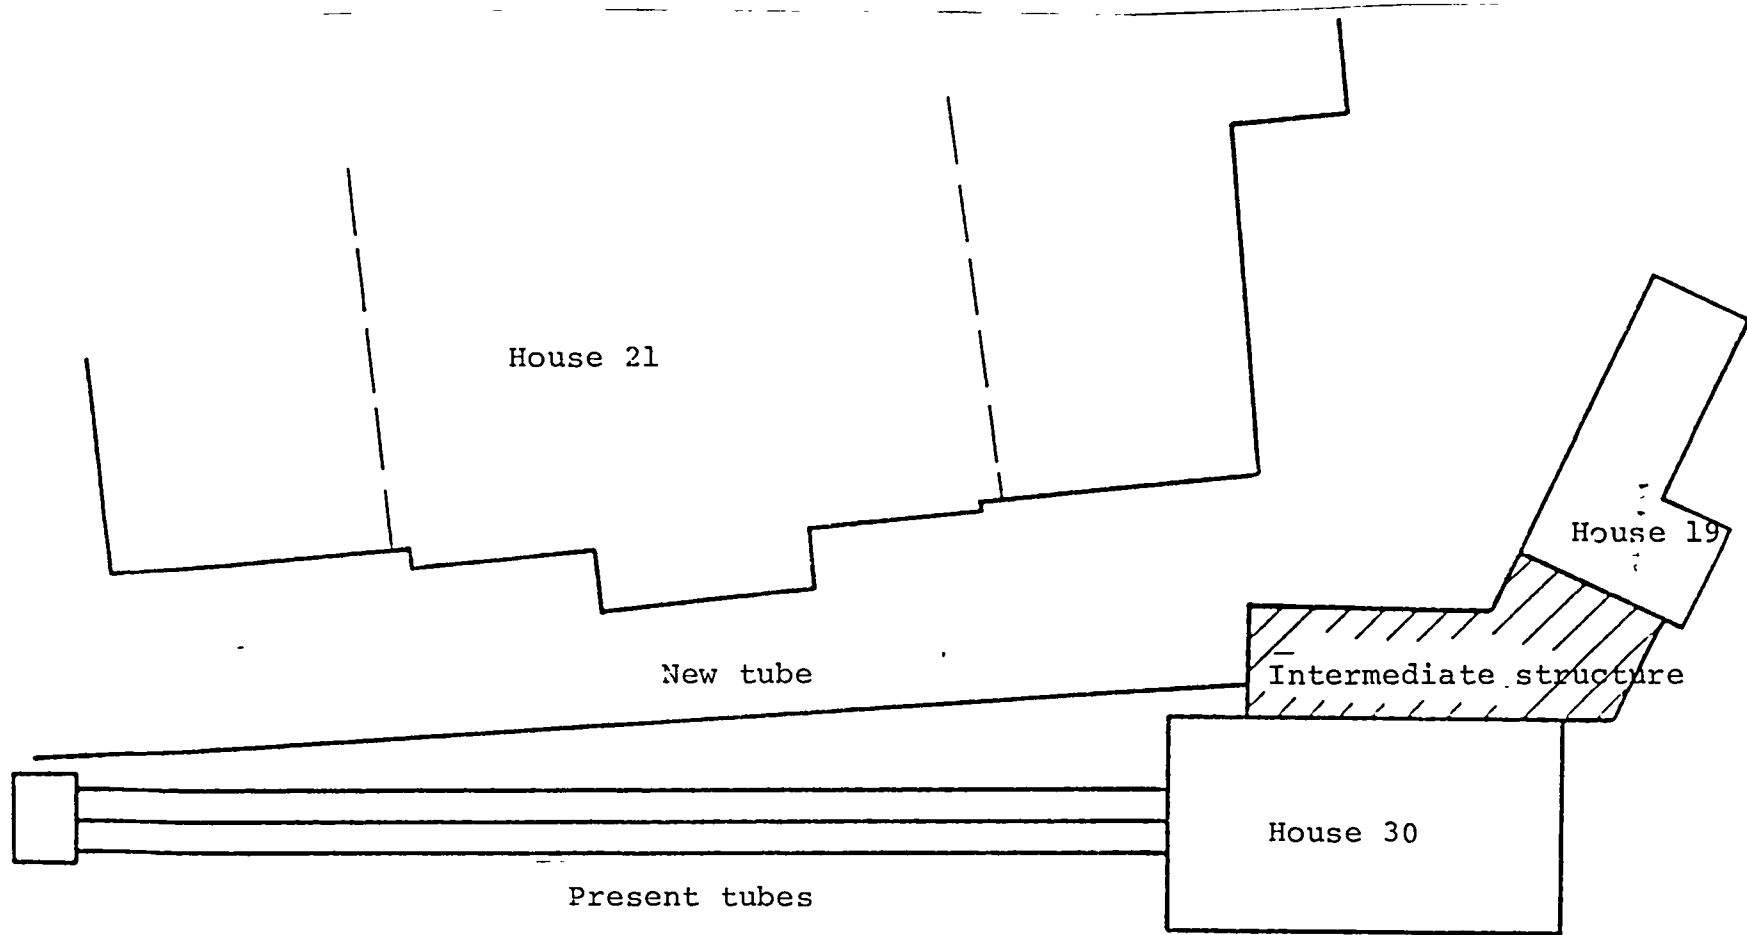 House 21
House 19
New tube
Intermediate structure
House 30
Present tubes